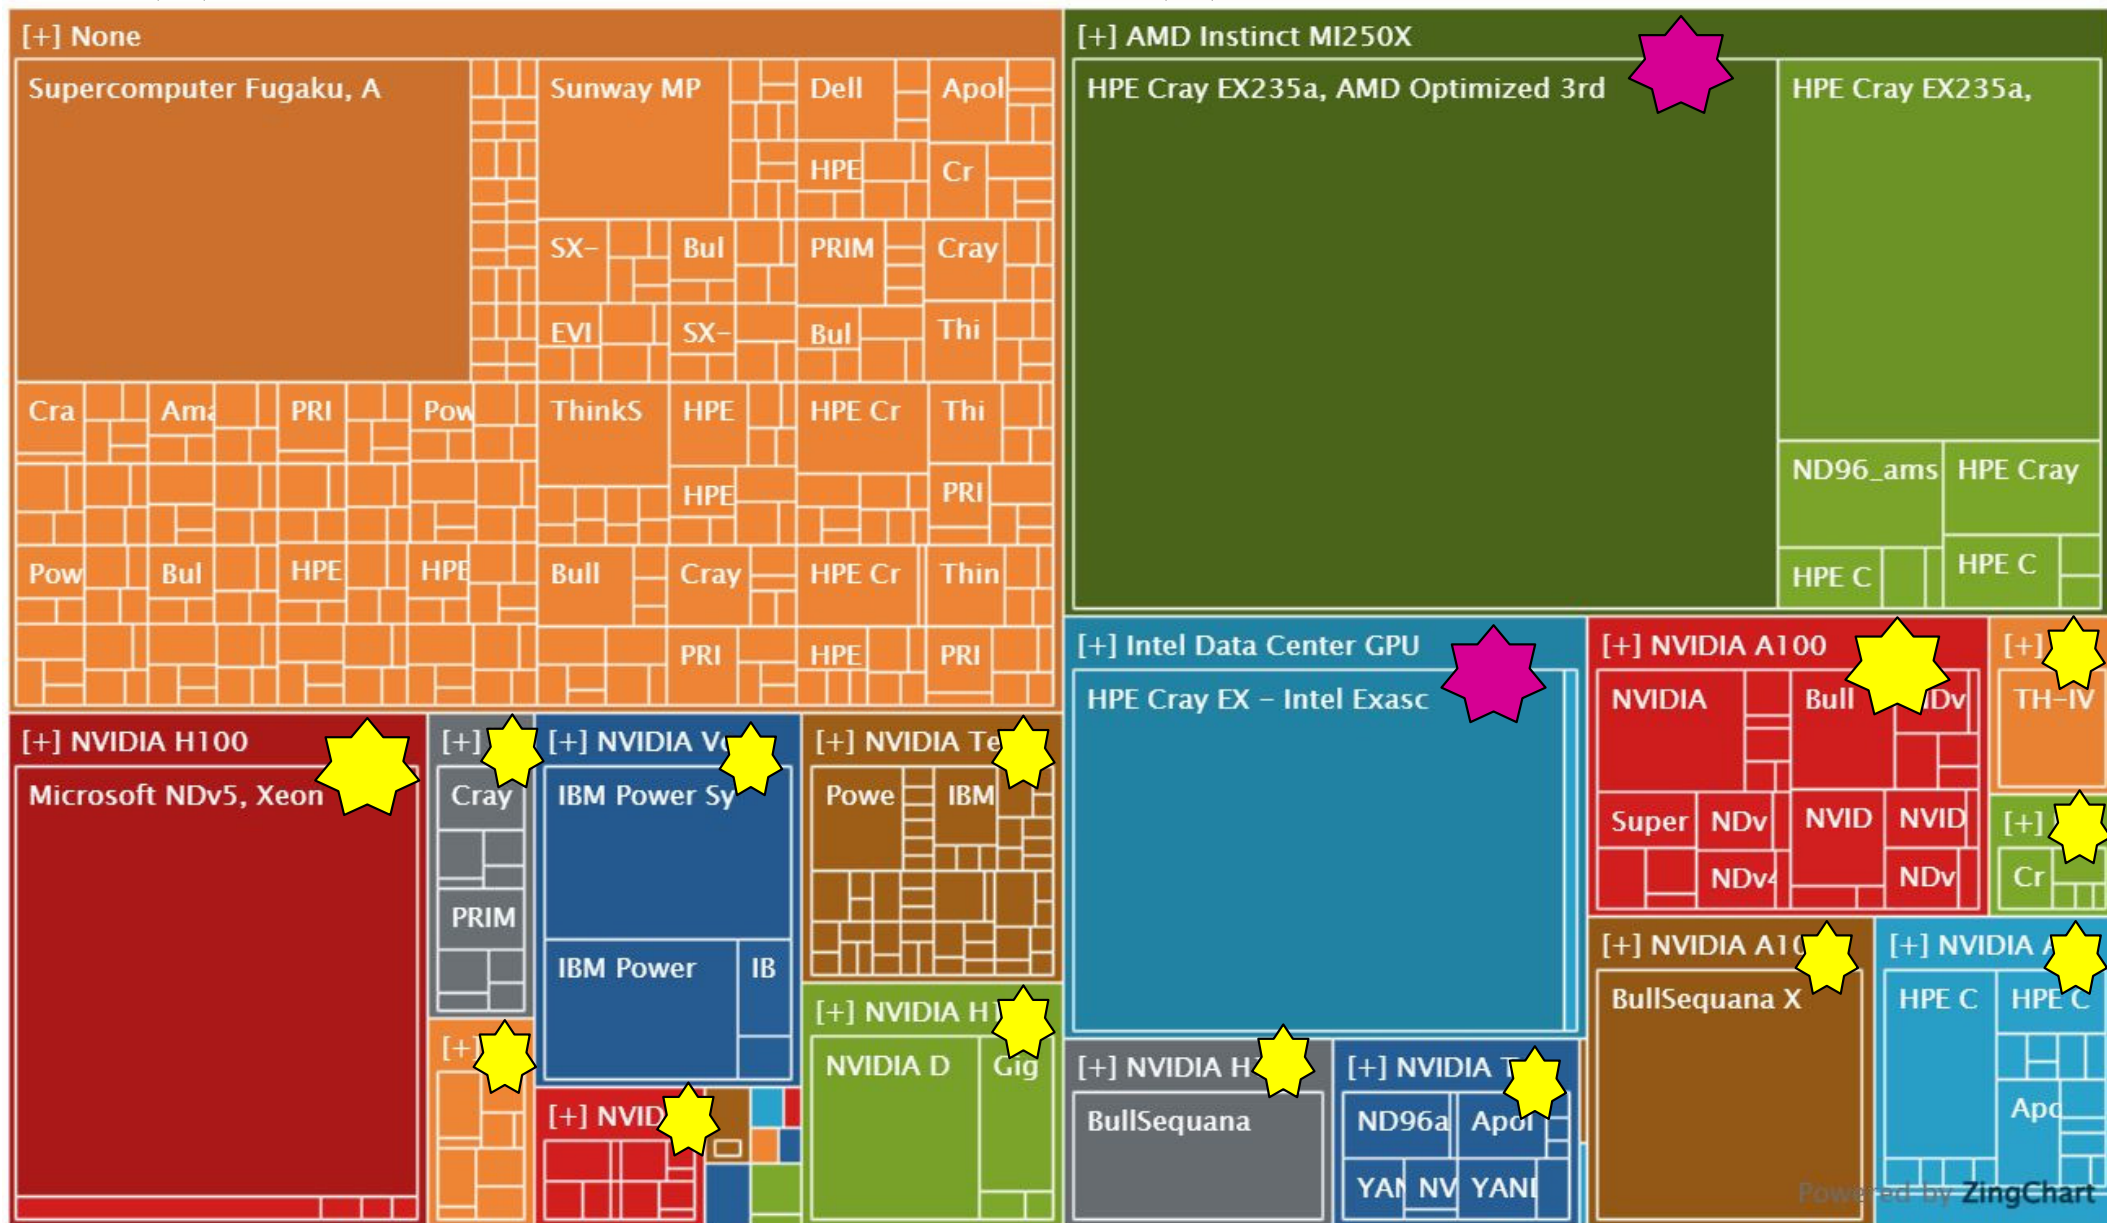 [+] None
Supercomputer Fugaku, A
Sunway MP
Dell
Apol
HPE
Cr
SX-
Bul
PRIM
Cray
EVI
SX-
Bul
Thi
Cra
Ama
PRI
Pow
ThinkS
HPE
HPE Cr
Thi
HPE
PRI
Pow
Bul
HPE
HPE
Bull
Cray
HPE Cr
Thin
PRI
HPE
PRI
[+] AMD Instinct MI250X
HPE Cray EX235a, AMD Optimized 3rd
HPE Cray EX235a,
ND96_ams
HPE Cray
HPE C
HPE C
[+] Intel Data Center GPU
HPE Cray EX - Intel Exasc
[+] NVIDIA A100
NVIDIA
Bull
Dv
Super
NDv
NVID
NVID
NDv4
NDv
[+]
TH-IV
[+]
Cr
[+] NVIDIA H100
Microsoft NDv5, Xeon
[+]
Cray
PRIM
[+]
[+] NVIDIA Vo
IBM Power Sy
IBM Power
IB
[+] NVID
[+] NVIDIA Te
Powe
IBM
[+] NVIDIA H1
NVIDIA D
Gig
[+] NVIDIA H
BullSequana
[+] NVIDIA T
ND96a
Apol
YAN
NV
YANI
[+] NVIDIA A10
BullSequana X
[+] NVIDIA A
HPE C
HPE C
Apo
Powered by ZingChart